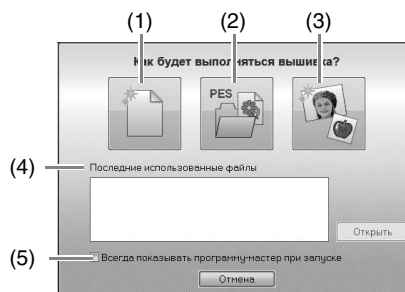 (1) (2) (3)
Как будет выполняться вышивка?
PES
(4) Последние использованные файлы
Открыть
(5) Всегда показывать программу-мастер при запуске
Отмена